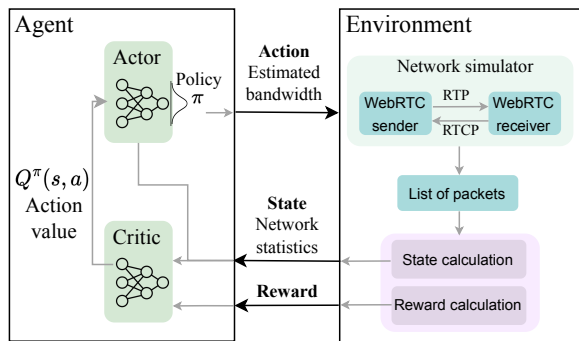 Agent
Actor
Policy
π
Q^π(s, a)
Action
value
Critic
Action
Estimated
bandwidth
State
Network
statistics
Reward
Environment
Network simulator
WebRTC
sender
RTP
RTCP
WebRTC
receiver
List of packets
State calculation
Reward calculation